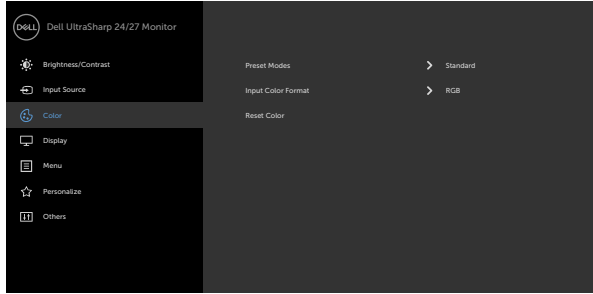 DELL Dell UltraSharp 24/27 Monitor
Brightness/Contrast
Input Source
Color
Display
Menu
Personalize
Others
Preset Modes Standard
Input Color Format RGB
Reset Color